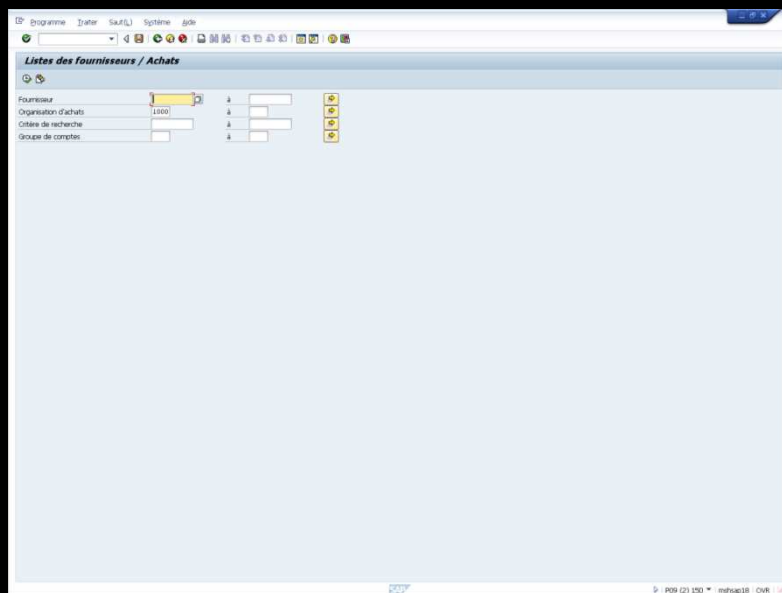 Programme Traiter Saut(L) Système Aide
Listes des fournisseurs / Achats
Fournisseur à
Organisation d'achats 1000 à
Critère de recherche à
Groupe de comptes à
SAP
P09 (2) 150 mshsap18 OVR